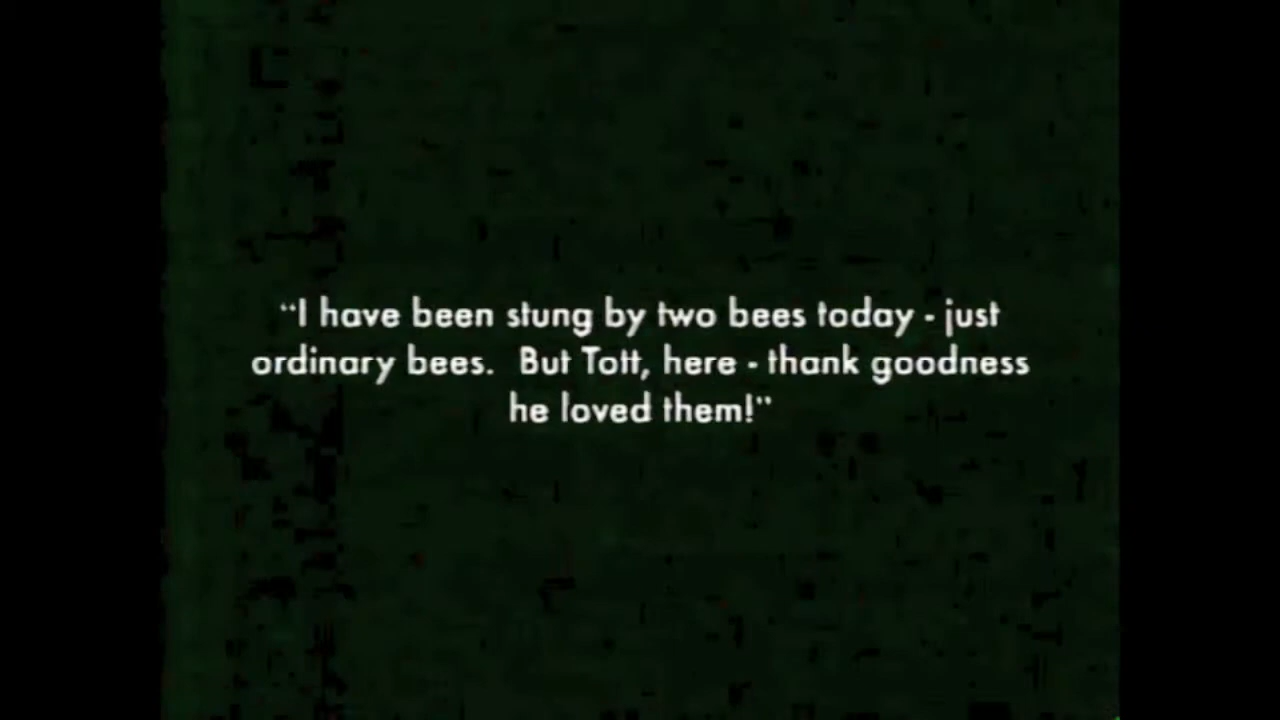 “I have been stung by two bees today - just
ordinary bees.  But Tott, here - thank goodness
he loved them!”